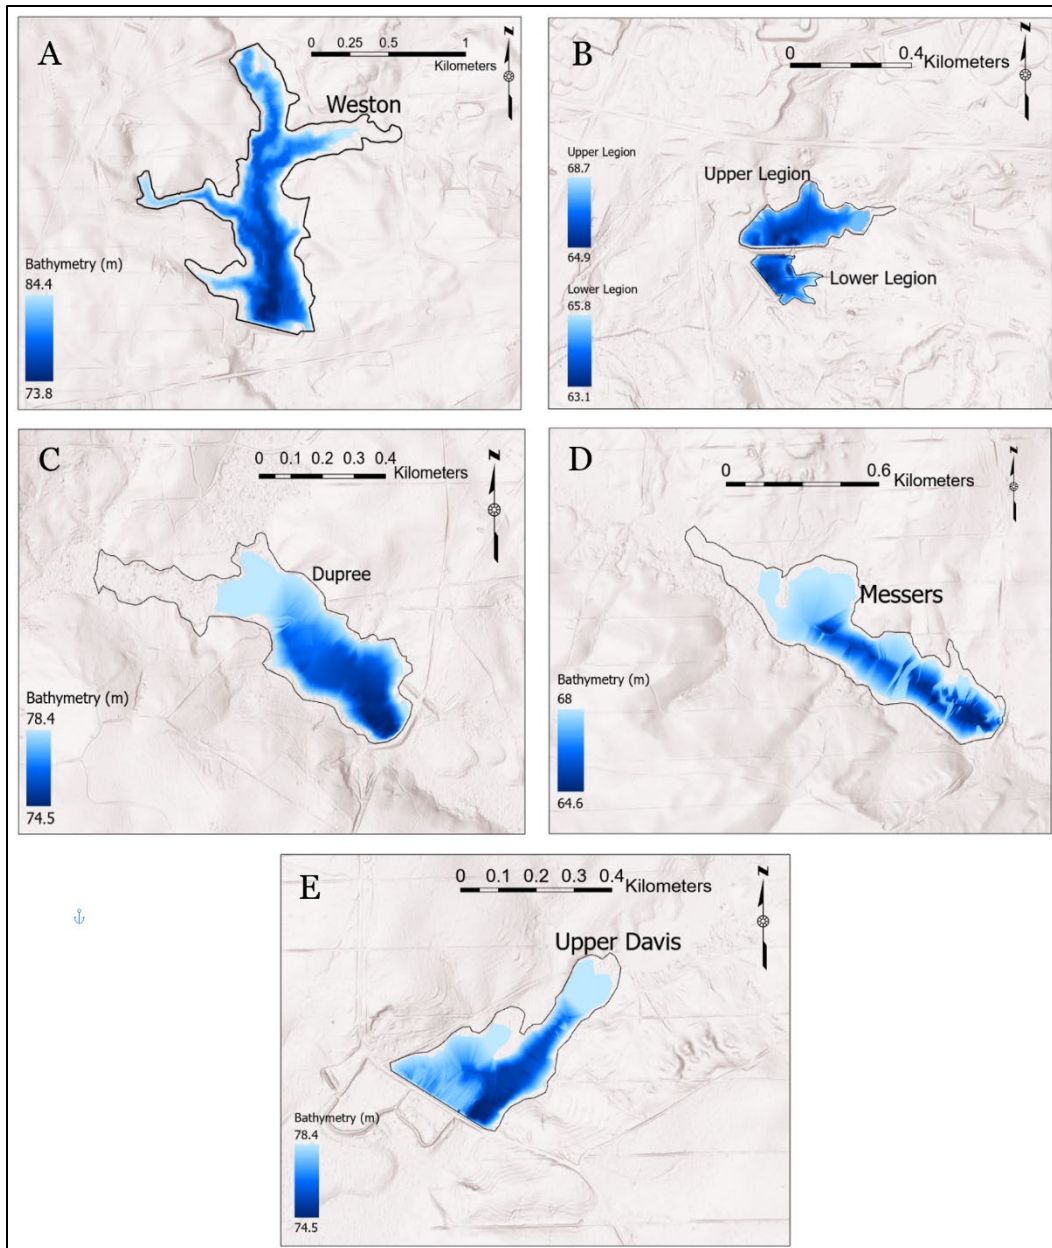 A
0 0.25 0.5 1
Kilometers
N
Weston
Bathymetry (m)
84.4
73.8
B
0 0.4
Kilometers
N
Upper Legion
68.7
64.9
Upper Legion
Lower Legion
65.8
63.1
Lower Legion
C
0 0.1 0.2 0.3 0.4
Kilometers
N
Dupree
Bathymetry (m)
78.4
74.5
D
0 0.6
Kilometers
N
Messers
Bathymetry (m)
68
64.6
E
0 0.1 0.2 0.3 0.4
Kilometers
N
Upper Davis
Bathymetry (m)
78.4
74.5